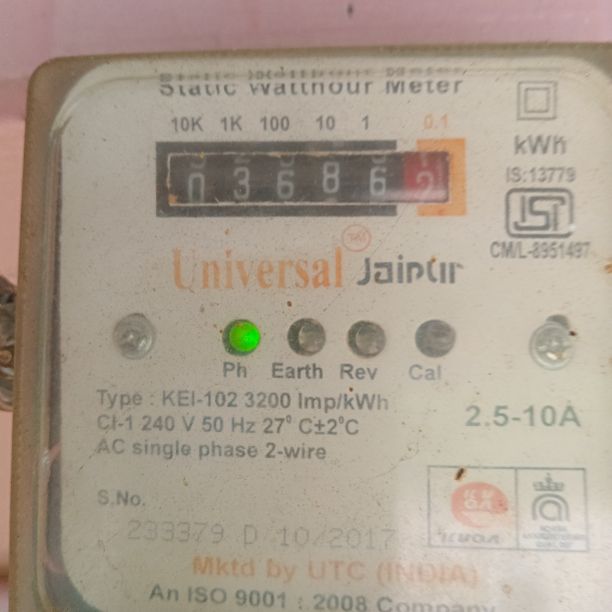 Static Watthour Meter
10K 1K 100 10 1 0.1
0 3 6 8 6 2
kWh
IS:13779
CM/L-8951497
Universal Jaipur
Ph Earth Rev Cal
Type : KEI-102 3200 Imp/kWh
Cl-1 240 V 50 Hz 27° C±2°C
AC single phase 2-wire
2.5-10A
S.No.
233379 D 10/2017
Mktd by UTC (INDIA)
An ISO 9001 : 2008 Company